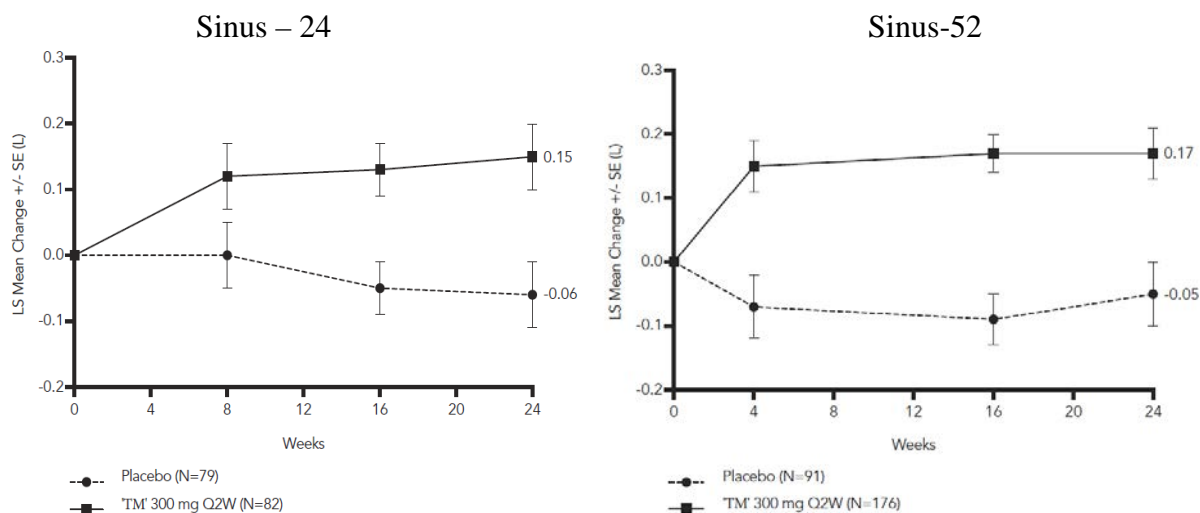 Sinus – 24
0.3
0.2
0.1
0.0
-0.1
-0.2
LS Mean Change +/- SE (L)
0.15
-0.06
0 4 8 12 16 20 24
Weeks
Placebo (N=79)
'TM' 300 mg Q2W (N=82)
Sinus-52
0.3
0.2
0.1
0.0
-0.1
-0.2
LS Mean Change +/- SE (L)
0.17
-0.05
0 4 8 12 16 20 24
Weeks
Placebo (N=91)
'TM' 300 mg Q2W (N=176)